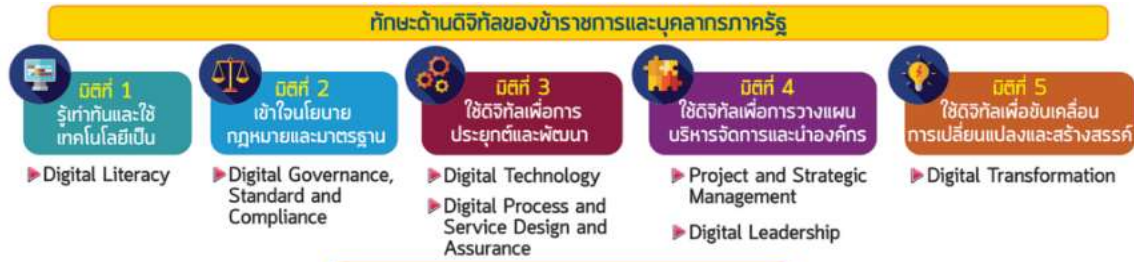 ทักษะด้านดิจิทัลของข้าราชการและบุคลากรภาครัฐ
มิติที่ 1
รู้เท่าทันและใช้
เทคโนโลยีเป็น
Digital Literacy
มิติที่ 2
เข้าใจนโยบาย
กฎหมายและมาตรฐาน
Digital Governance,
Standard and
Compliance
มิติที่ 3
ใช้ดิจิทัลเพื่อการ
ประยุกต์และพัฒนา
Digital Technology
Digital Process and
Service Design and
Assurance
มิติที่ 4
ใช้ดิจิทัลเพื่อการวางแผน
บริหารจัดการและนำองค์กร
Project and Strategic
Management
Digital Leadership
มิติที่ 5
ใช้ดิจิทัลเพื่อขับเคลื่อน
การเปลี่ยนแปลงและสร้างสรรค์
Digital Transformation